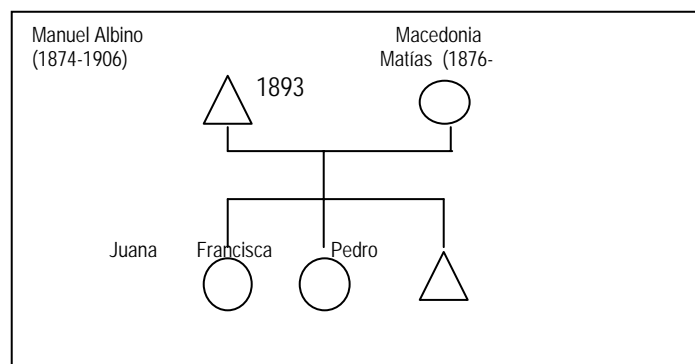 Manuel Albino
(1874-1906)
Macedonia
Matías (1876-
1893
Juana Francisca Pedro